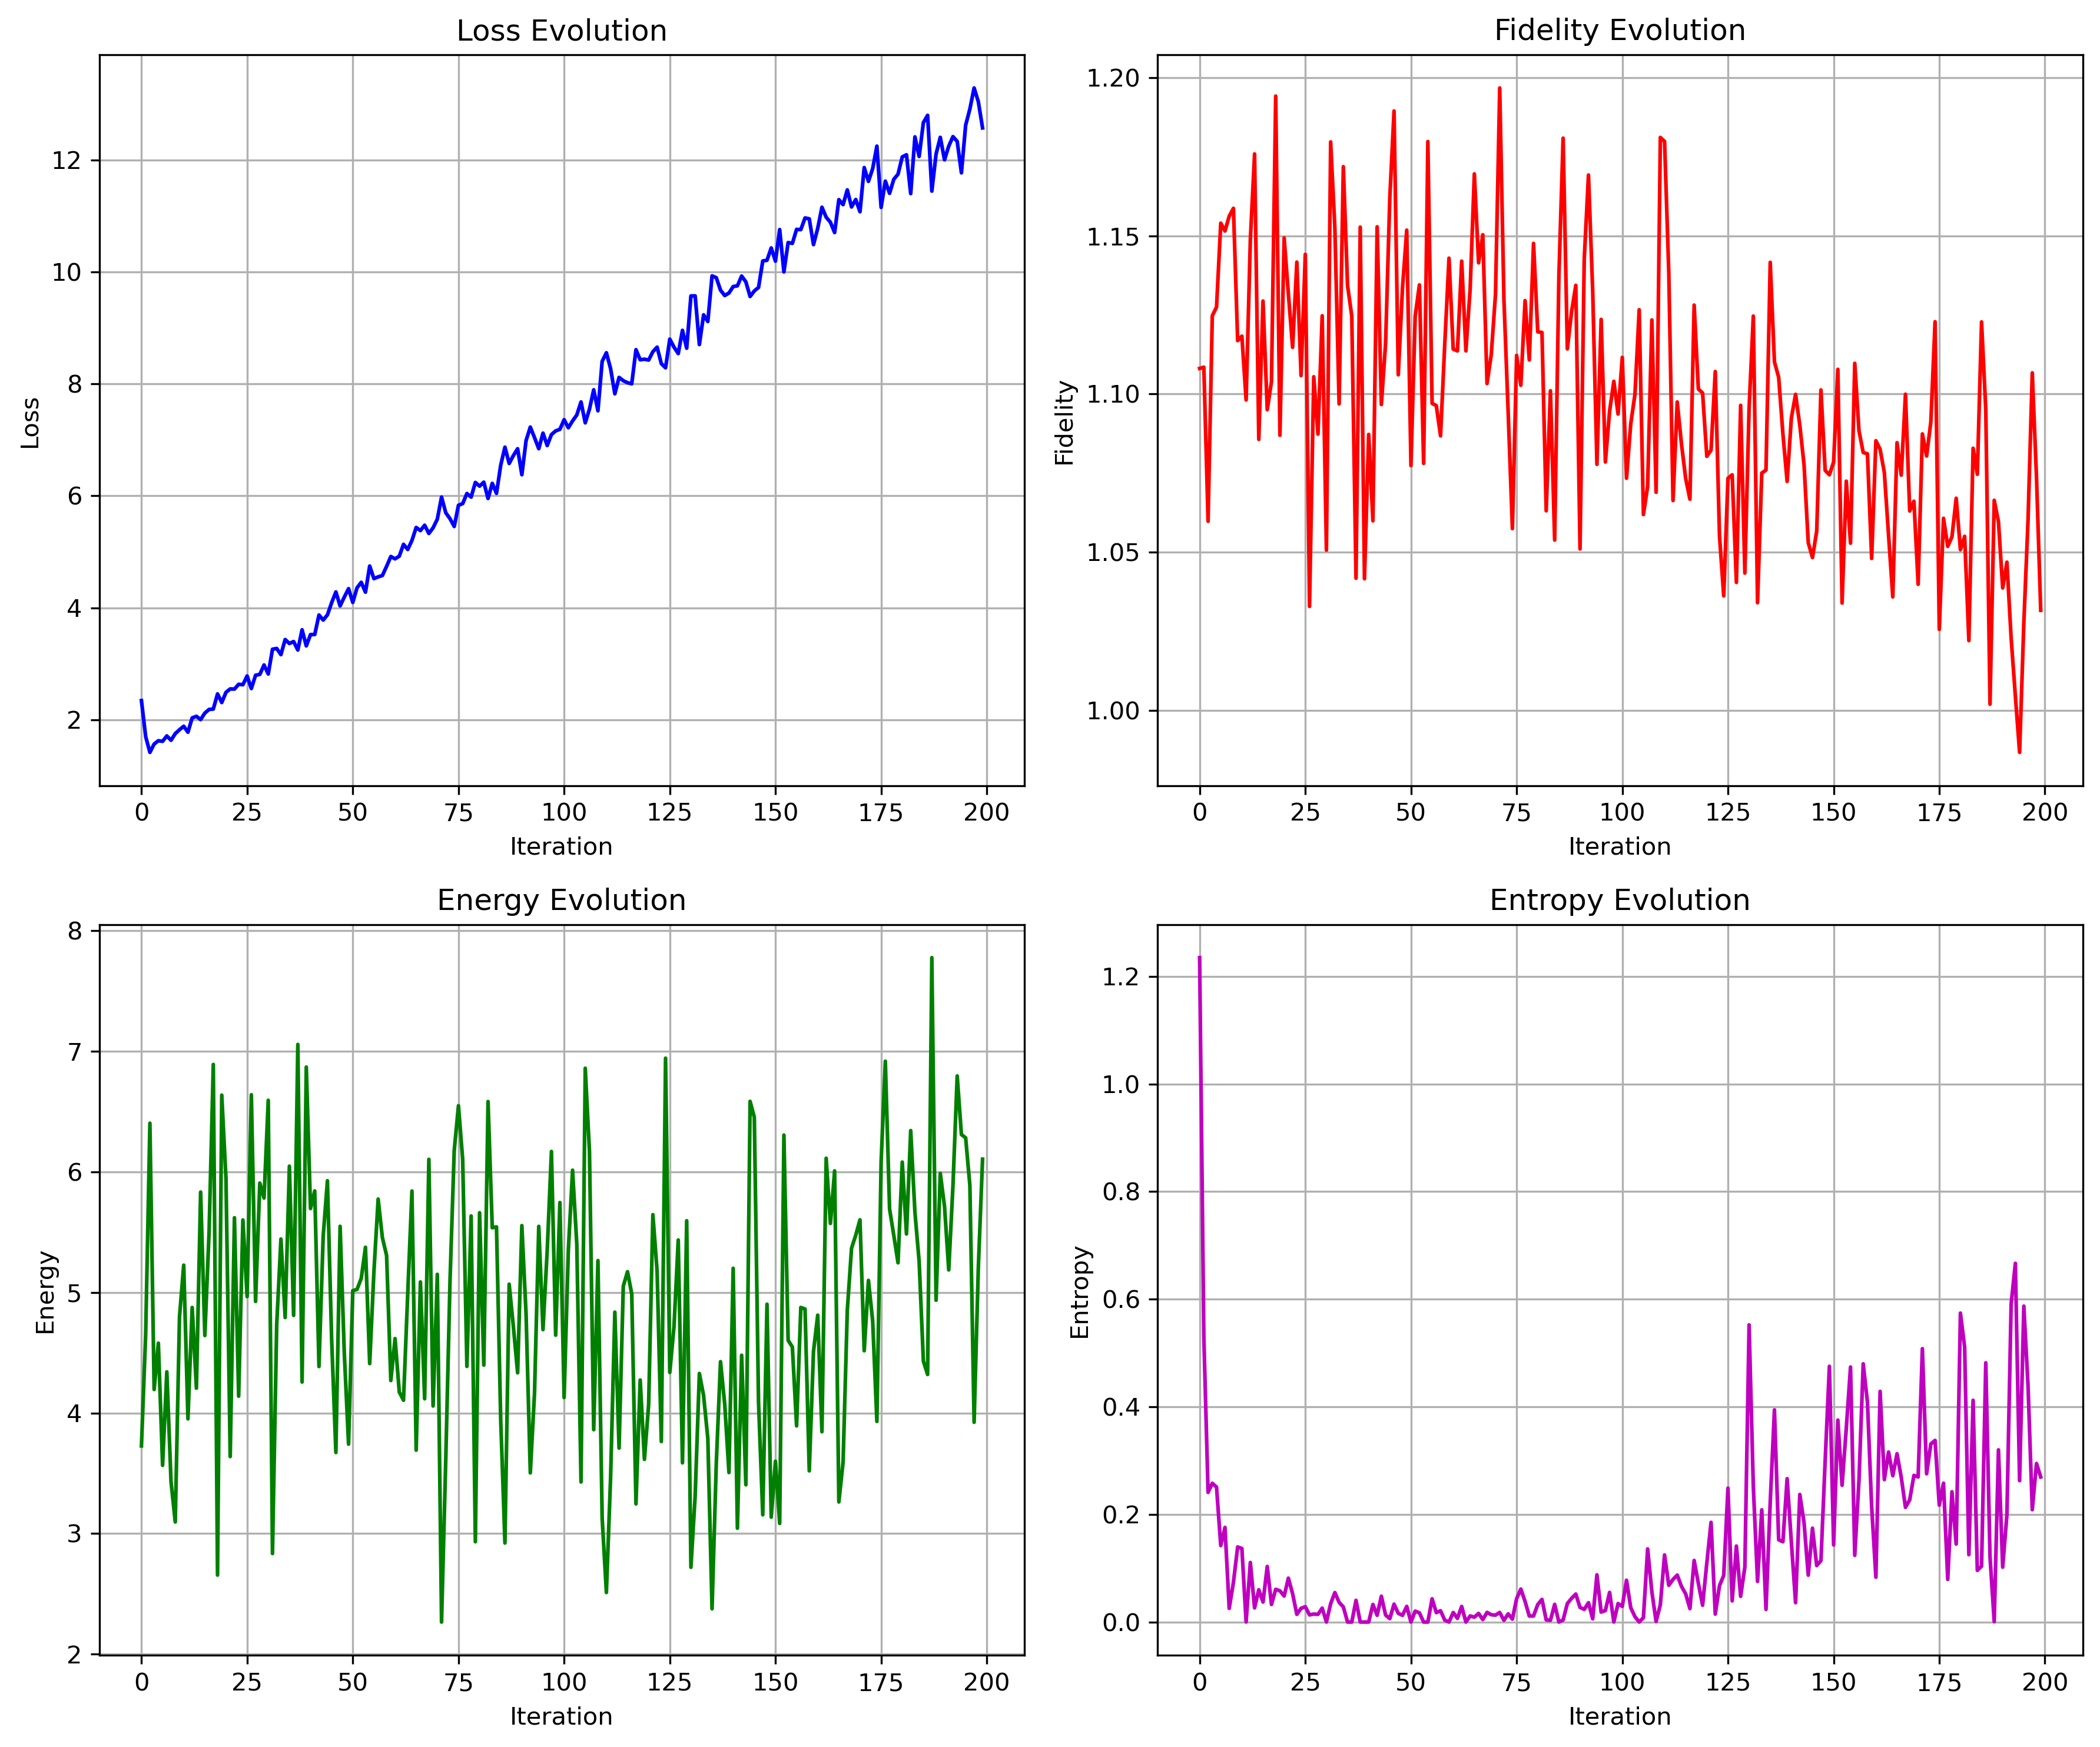 Loss Evolution
12
10
8
6
4
2
Loss
0 25 50 75 100 125 150 175 200
Iteration
Fidelity Evolution
1.20
1.15
1.10
1.05
1.00
Fidelity
0 25 50 75 100 125 150 175 200
Iteration
Energy Evolution
8
7
6
5
4
3
2
Energy
0 25 50 75 100 125 150 175 200
Iteration
Entropy Evolution
1.2
1.0
0.8
0.6
0.4
0.2
0.0
Entropy
0 25 50 75 100 125 150 175 200
Iteration